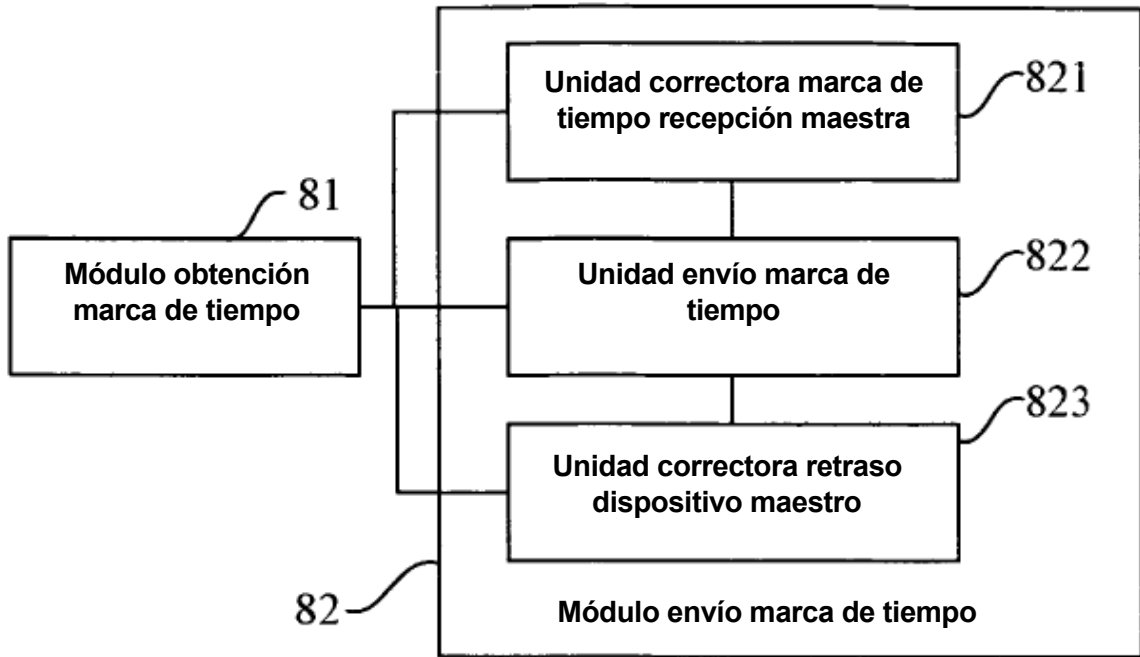 Unidad correctora marca de
tiempo recepción maestra
821
81
Módulo obtención
marca de tiempo
Unidad envío marca de
tiempo
822
Unidad correctora retraso
dispositivo maestro
823
82
Módulo envío marca de tiempo